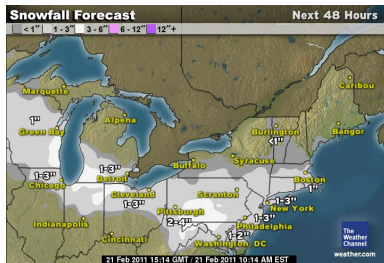 Snowfall Forecast Next 48 Hours
< 1" 1 - 3" 3 - 6" 6 - 12" 12"+
Marquette
Caribou
1"
Green Bay
Alpena
Burlington
<1"
Bangor
1-3"
Chicago
1-3"
Detroit
Buffalo
Syracuse
Boston
1"
Cleveland
1-3"
Scranton
1-3"
New York
Pittsburgh
2-4"
1-3"
Philadelphia
Indianapolis
Cincinnati
1-2"
Washington, DC
The
Weather
Channel
weather.com
21 Feb 2011 15:14 GMT / 21 Feb 2011 10:14 AM EST